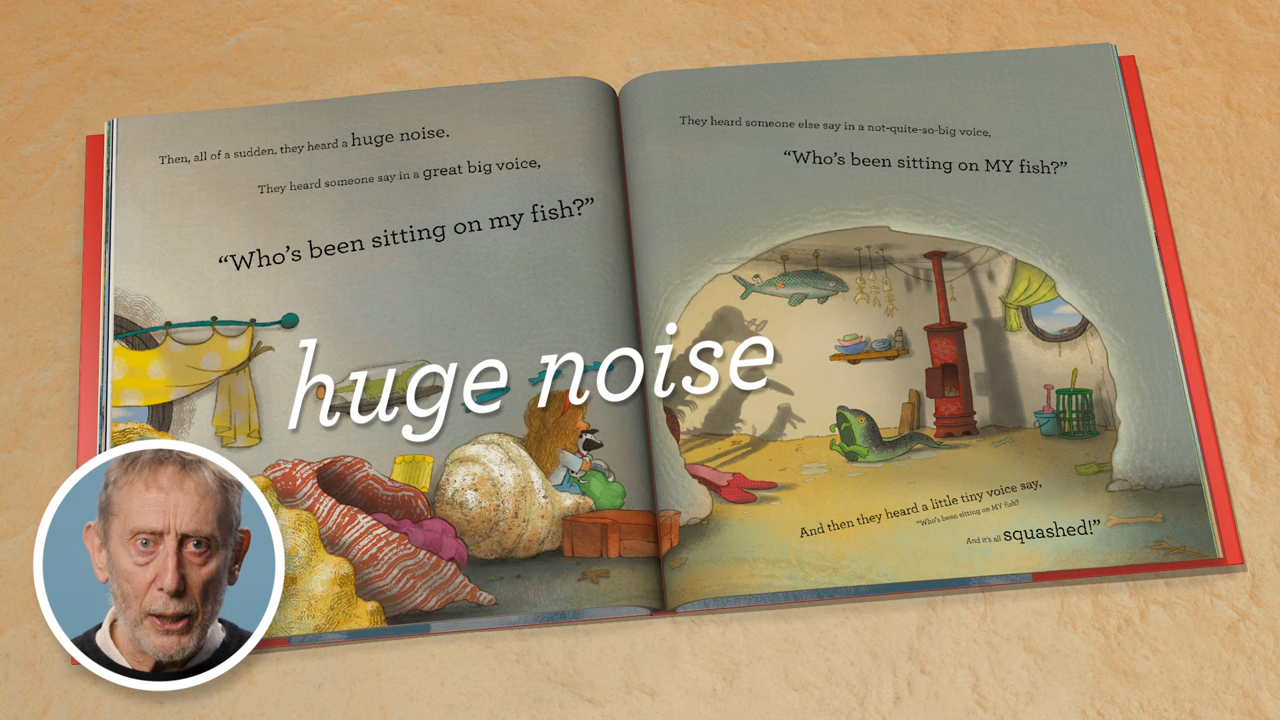 Then, all of a sudden, they heard a huge noise.
They heard someone say in a great big voice,
“Who’s been sitting on my fish?”
They heard someone else say in a not-quite-so-big voice,
“Who’s been sitting on MY fish?”
huge noise
And then they heard a little tiny voice say,
“Who’s been sitting on MY fish?
And it’s all squashed!”